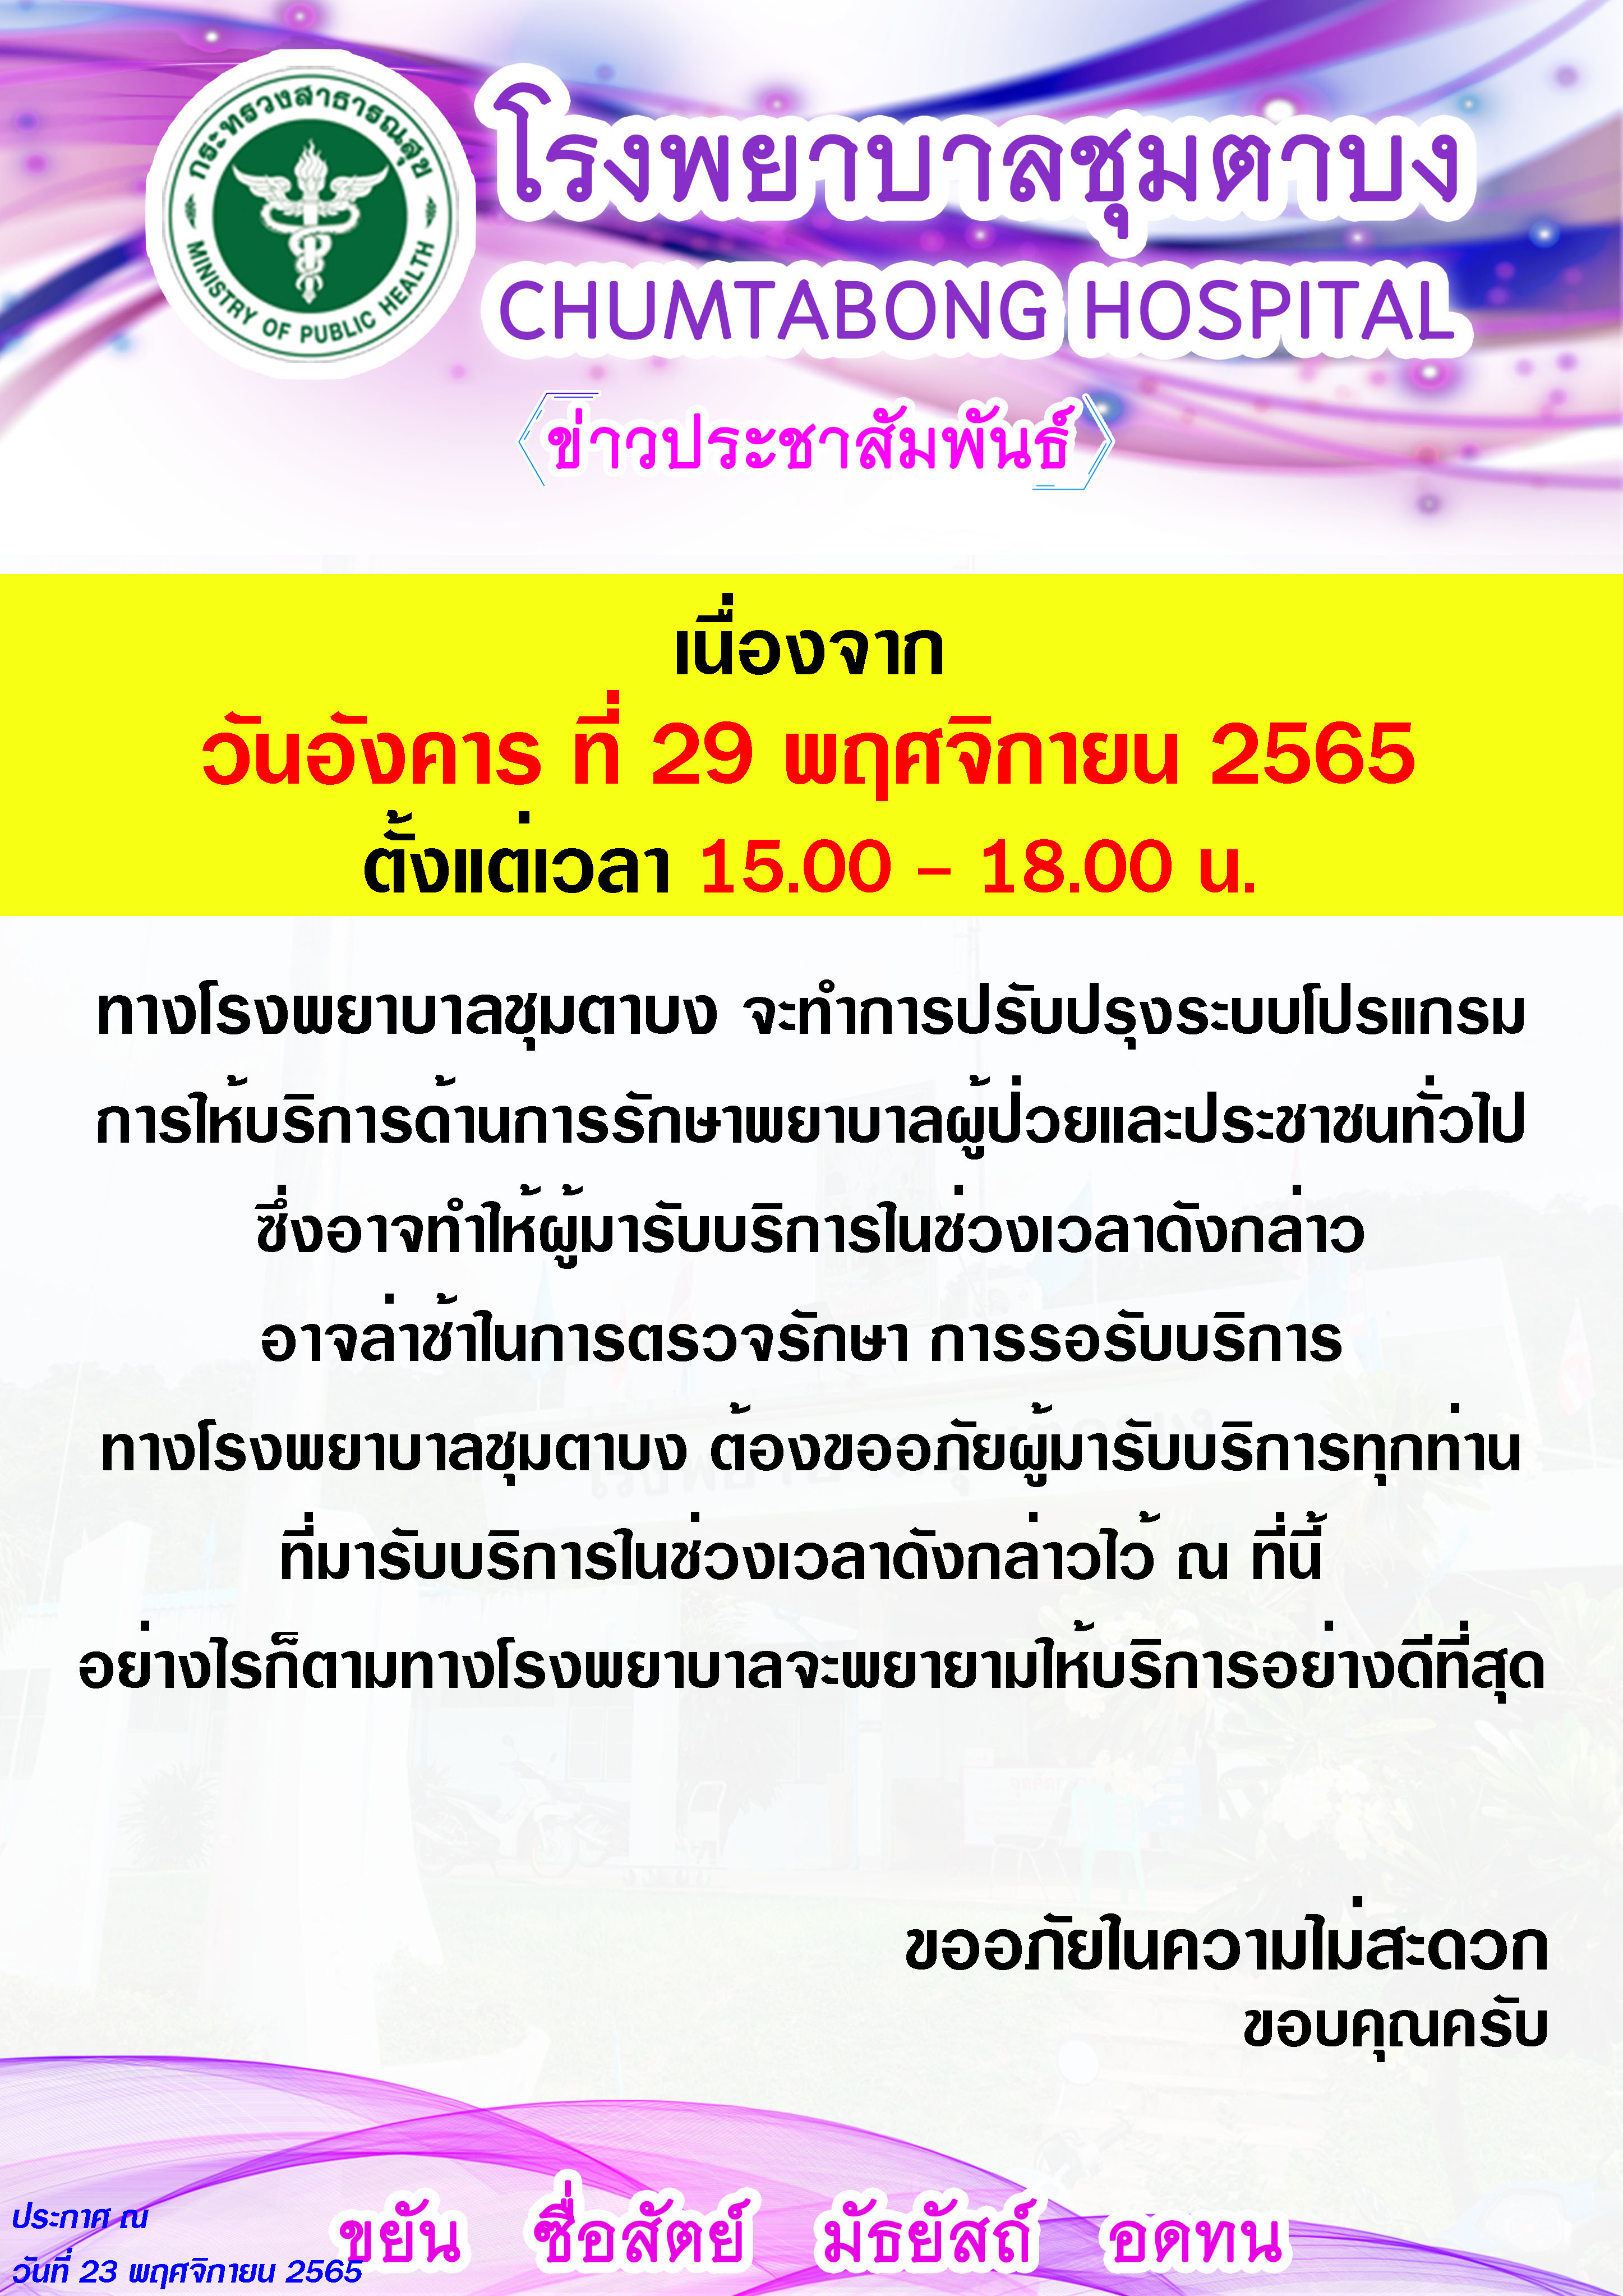 กระทรวงสาธารณสุข
MINISTRY OF PUBLIC HEALTH
โรงพยาบาลชุมตาบง
CHUMTABONG HOSPITAL
ข่าวประชาสัมพันธ์
เนื่องจาก
วันอังคาร ที่ 29 พฤศจิกายน 2565
ตั้งแต่เวลา 15.00 – 18.00 น.
ทางโรงพยาบาลชุมตาบง จะทำการปรับปรุงระบบโปรแกรม
การให้บริการด้านการรักษาพยาบาลผู้ป่วยและประชาชนทั่วไป
ซึ่งอาจทำให้ผู้มารับบริการในช่วงเวลาดังกล่าว
อาจล่าช้าในการตรวจรักษา การรอรับบริการ
ทางโรงพยาบาลชุมตาบง ต้องขออภัยผู้มารับบริการทุกท่าน
ที่มารับบริการในช่วงเวลาดังกล่าวไว้ ณ ที่นี้
อย่างไรก็ตามทางโรงพยาบาลจะพยายามให้บริการอย่างดีที่สุด
ขออภัยในความไม่สะดวก
ขอบคุณครับ
ขยัน ซื่อสัตย์ มัธยัสถ์ อดทน
ประกาศ ณ
วันที่ 23 พฤศจิกายน 2565